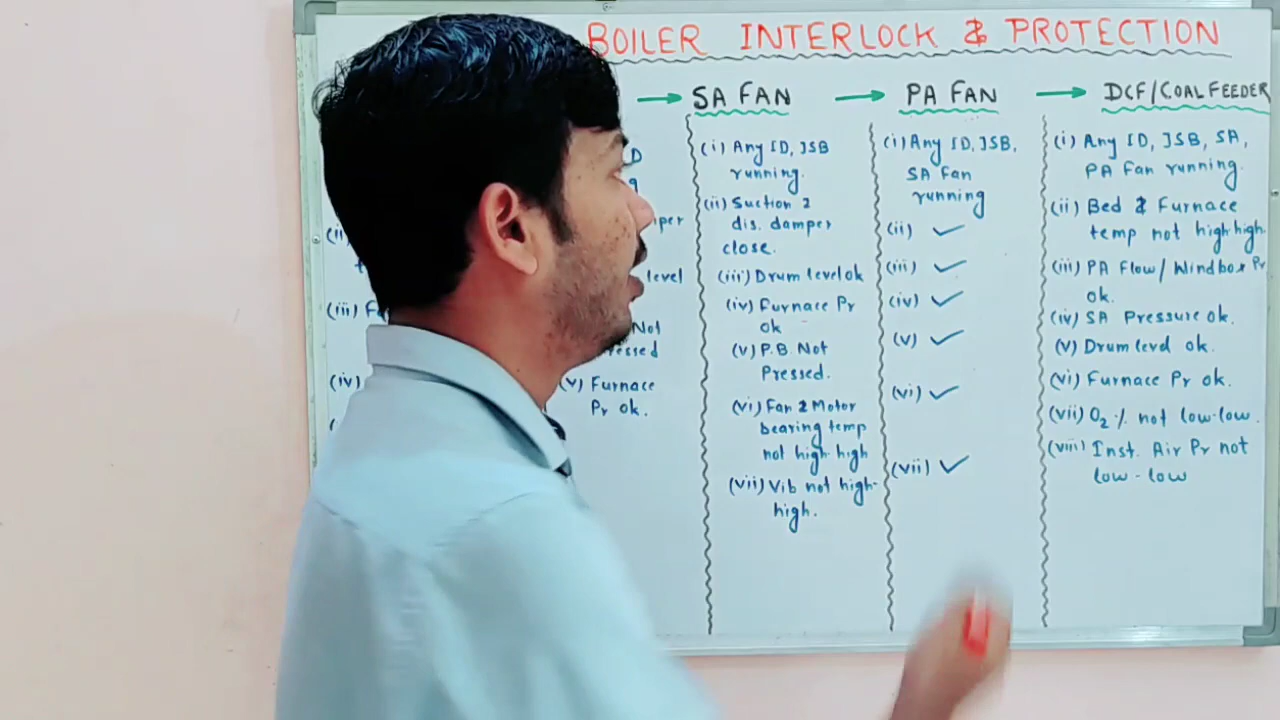 BOILER INTERLOCK & PROTECTION
→ SA FAN → PA FAN → DCF/COAL FEEDER
(ii)
(iii)
(iv)
level
Not
(v) Furnace
Pr ok.
(i) Any ID, JSB
running.
(ii) Suction &
dis. damper
close.
(iii) Drum level ok
(iv) Furnace Pr
ok
(v) P.B. Not
Pressed.
(vi) Fan & Motor
bearing temp
not high-high
(vii) Vib not high-
high.
(i) Any ID, JSB,
SA Fan
running
(ii) ✓
(iii) ✓
(iv) ✓
(v) ✓
(vi) ✓
(vii) ✓
(i) Any ID, JSB, SA,
PA Fan running.
(ii) Bed & Furnace
temp not high high.
(iii) PA Flow/Windbox Pr
ok.
(iv) SA Pressure ok.
(v) Drum level ok.
(vi) Furnace Pr ok.
(vii) O2 % not low-low.
(viii) Inst. Air Pr not
low-low